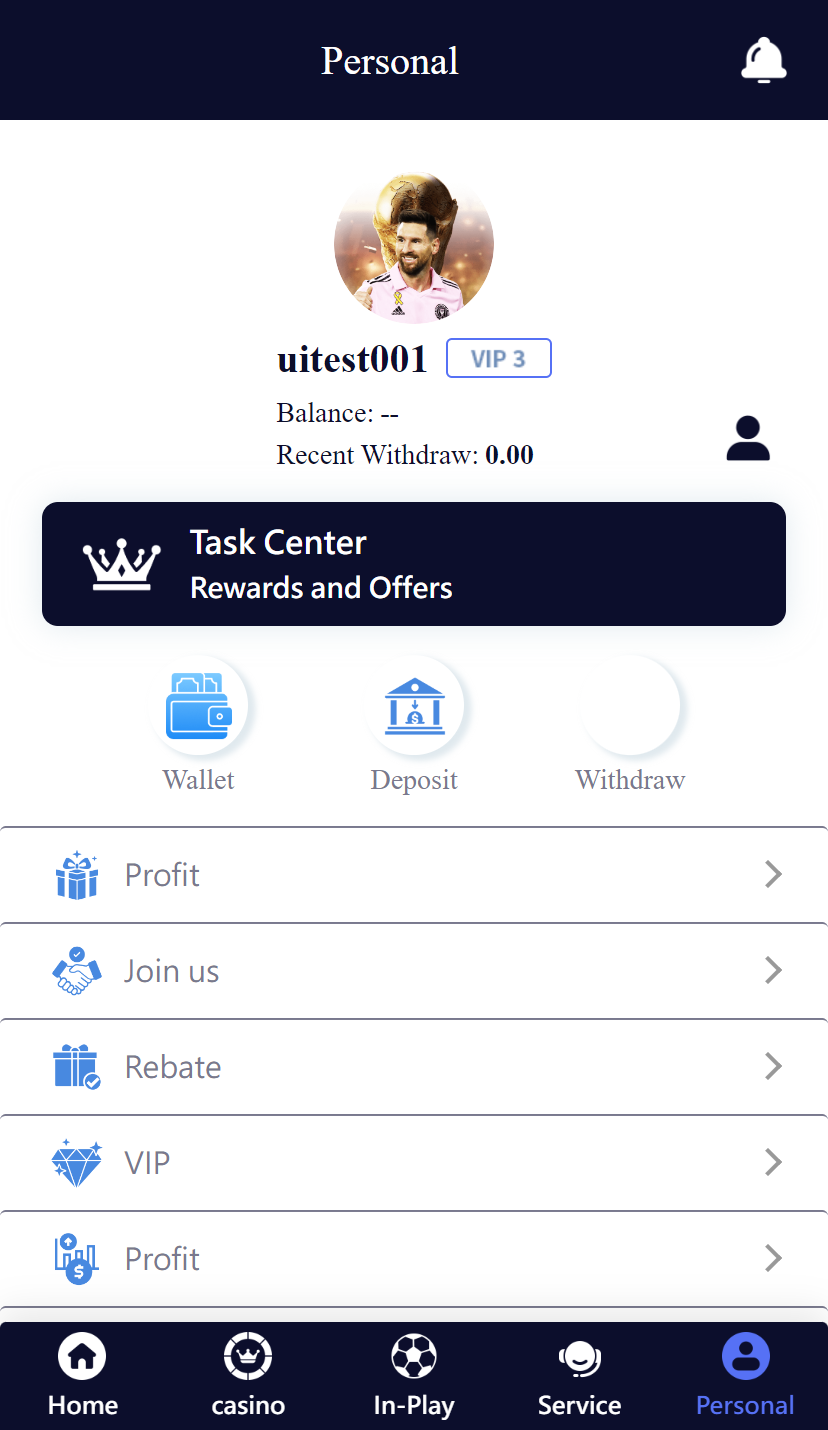 Personal
uitest001 VIP 3
Balance: --
Recent Withdraw: 0.00
Task Center
Rewards and Offers
Wallet Deposit Withdraw
Profit
Join us
Rebate
VIP
Profit
Home casino In-Play Service Personal